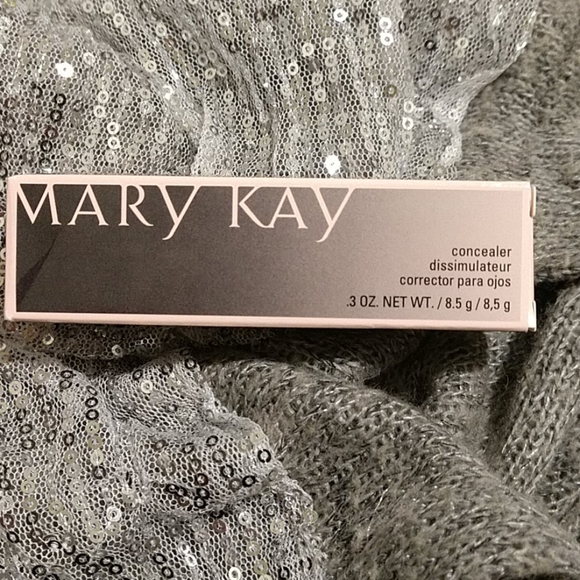 MARY KAY
concealer
dissimulateur
corrector para ojos
.3 OZ. NET WT. / 8.5 g / 8,5 g